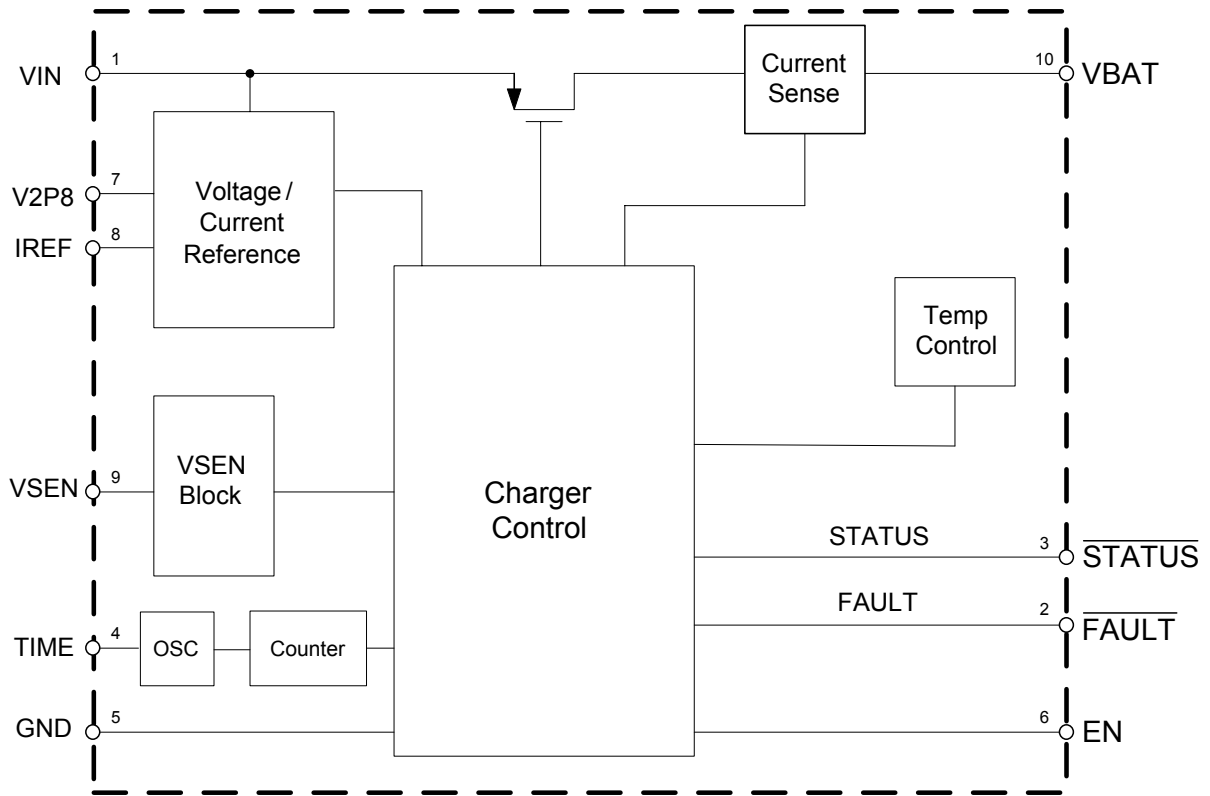 VIN
1
Current
Sense
10
VBAT
V2P8
7
Voltage /
Current
Reference
IREF
8
Temp
Control
VSEN
9
VSEN
Block
Charger
Control
STATUS
3
STATUS
FAULT
2
FAULT
TIME
4
OSC
Counter
GND
5
6
EN